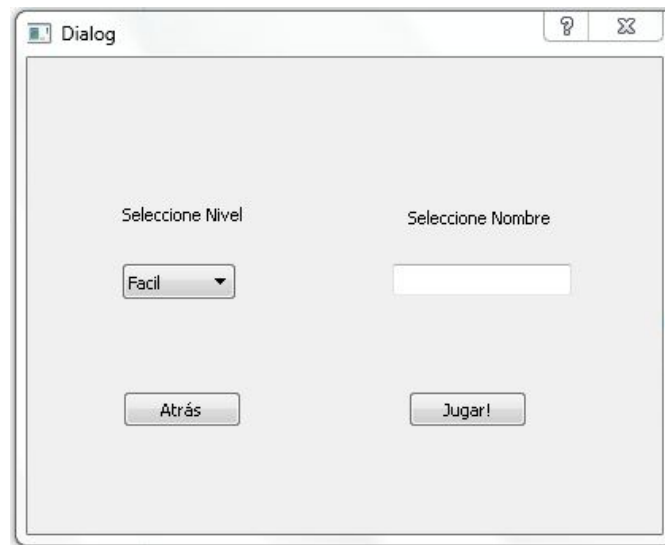 Dialog
Seleccione Nivel
Seleccione Nombre
Facil
Atrás
Jugar!